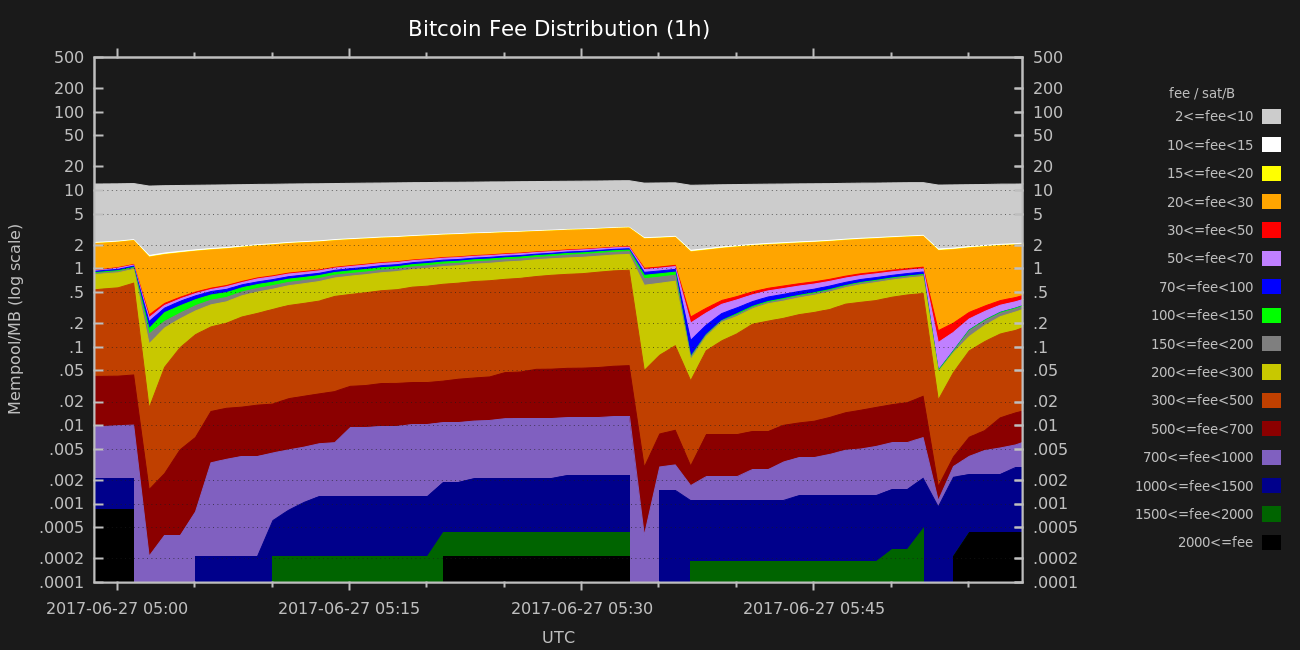 Bitcoin Fee Distribution (1h)
500 500
200 200
100 100
50 50
20 20
10 10
5 5
2 2
1 1
.5 .5
.2 .2
.1 .1
.05 .05
.02 .02
.01 .01
.005 .005
.002 .002
.001 .001
.0005 .0005
.0002 .0002
.0001 .0001
Mempool/MB (log scale)
2017-06-27 05:00 2017-06-27 05:15 2017-06-27 05:30 2017-06-27 05:45
UTC
fee / sat/B
2<=fee<10
10<=fee<15
15<=fee<20
20<=fee<30
30<=fee<50
50<=fee<70
70<=fee<100
100<=fee<150
150<=fee<200
200<=fee<300
300<=fee<500
500<=fee<700
700<=fee<1000
1000<=fee<1500
1500<=fee<2000
2000<=fee